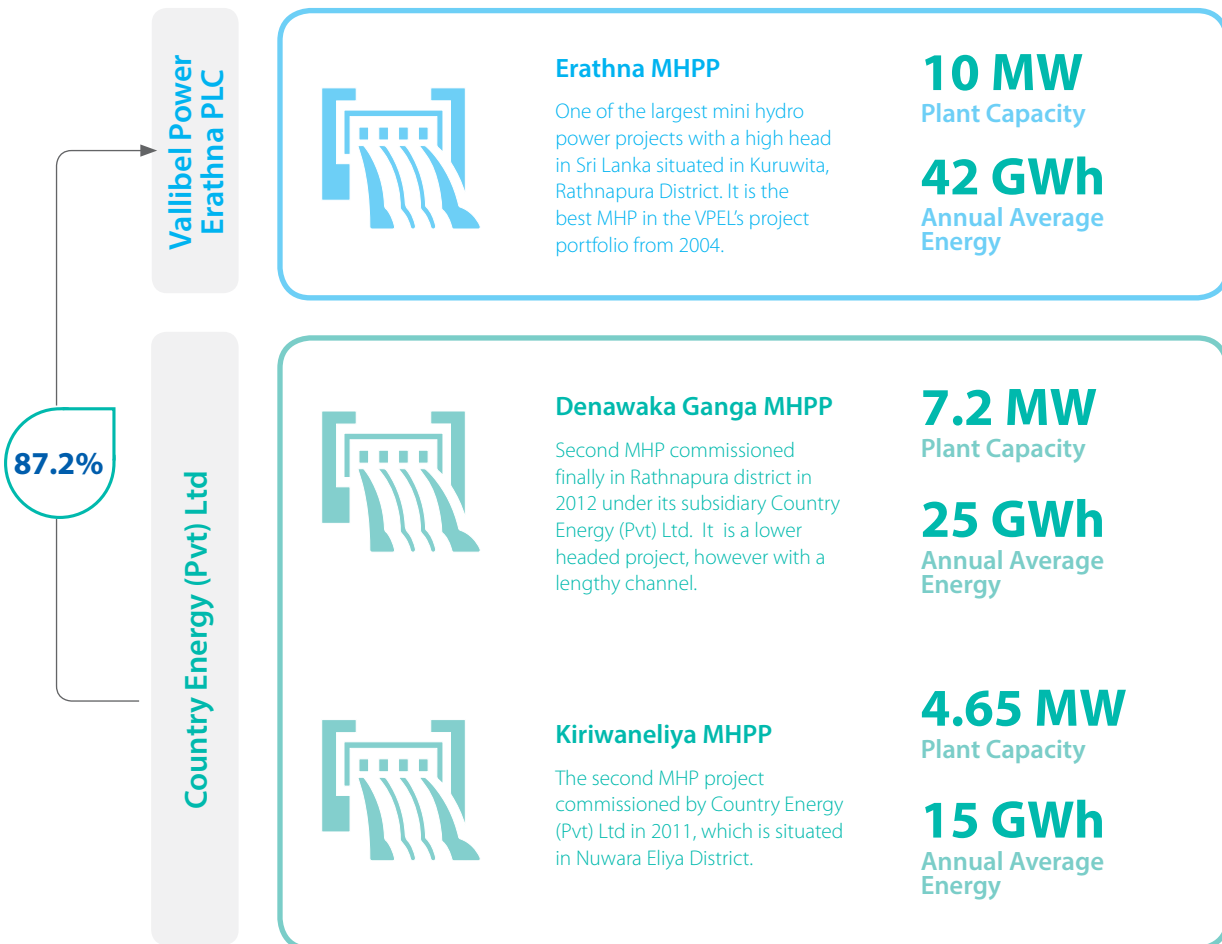 Vallibel Power
Erathna PLC
Erathna MHPP
One of the largest mini hydro
power projects with a high head
in Sri Lanka situated in Kuruwita,
Rathnapura District. It is the
best MHP in the VPEL's project
portfolio from 2004.
10 MW
Plant Capacity
42 GWh
Annual Average
Energy
87.2%
Country Energy (Pvt) Ltd
Denawaka Ganga MHPP
Second MHP commissioned
finally in Rathnapura district in
2012 under its subsidiary Country
Energy (Pvt) Ltd. It is a lower
headed project, however with a
lengthy channel.
7.2 MW
Plant Capacity
25 GWh
Annual Average
Energy
Kiriwaneliya MHPP
The second MHP project
commissioned by Country Energy
(Pvt) Ltd in 2011, which is situated
in Nuwara Eliya District.
4.65 MW
Plant Capacity
15 GWh
Annual Average
Energy